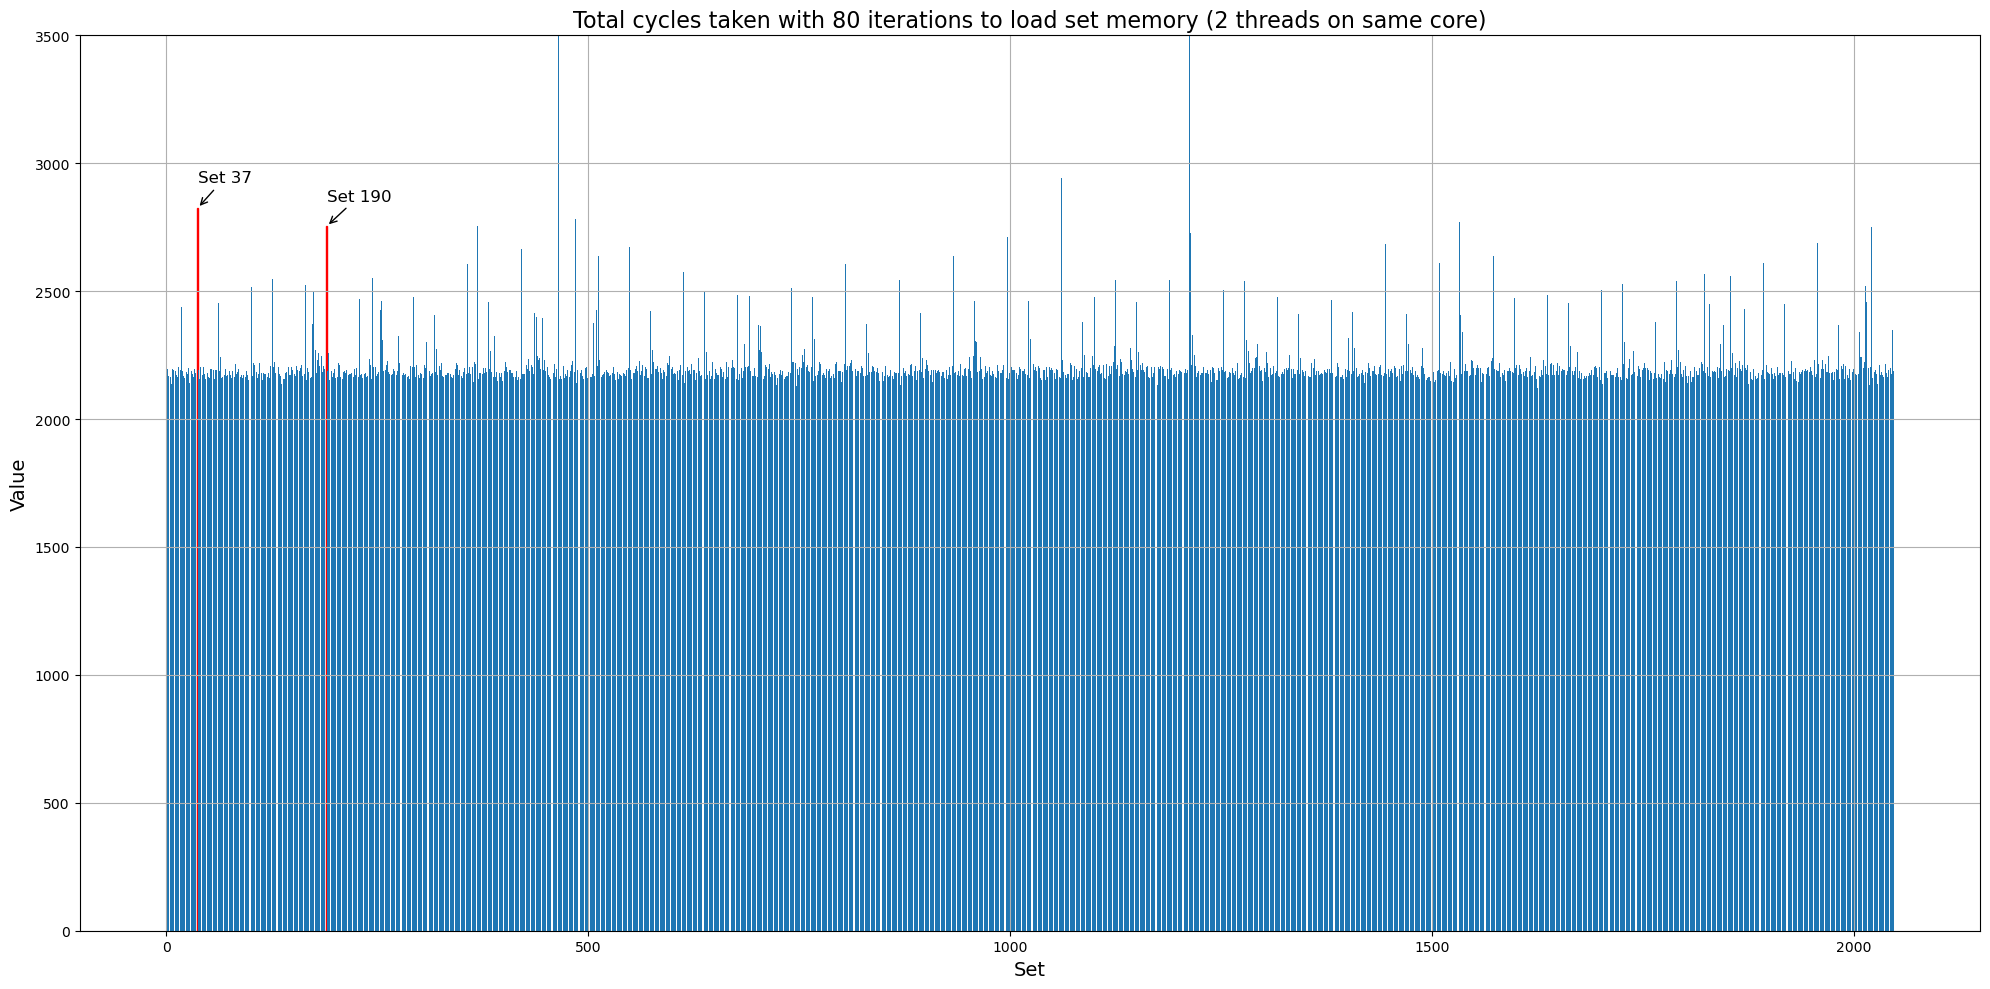 Total cycles taken with 80 iterations to load set memory (2 threads on same core)
3500
3000
2500
2000
1500
1000
500
0
Value
Set 37
Set 190
0
500
1000
1500
2000
Set